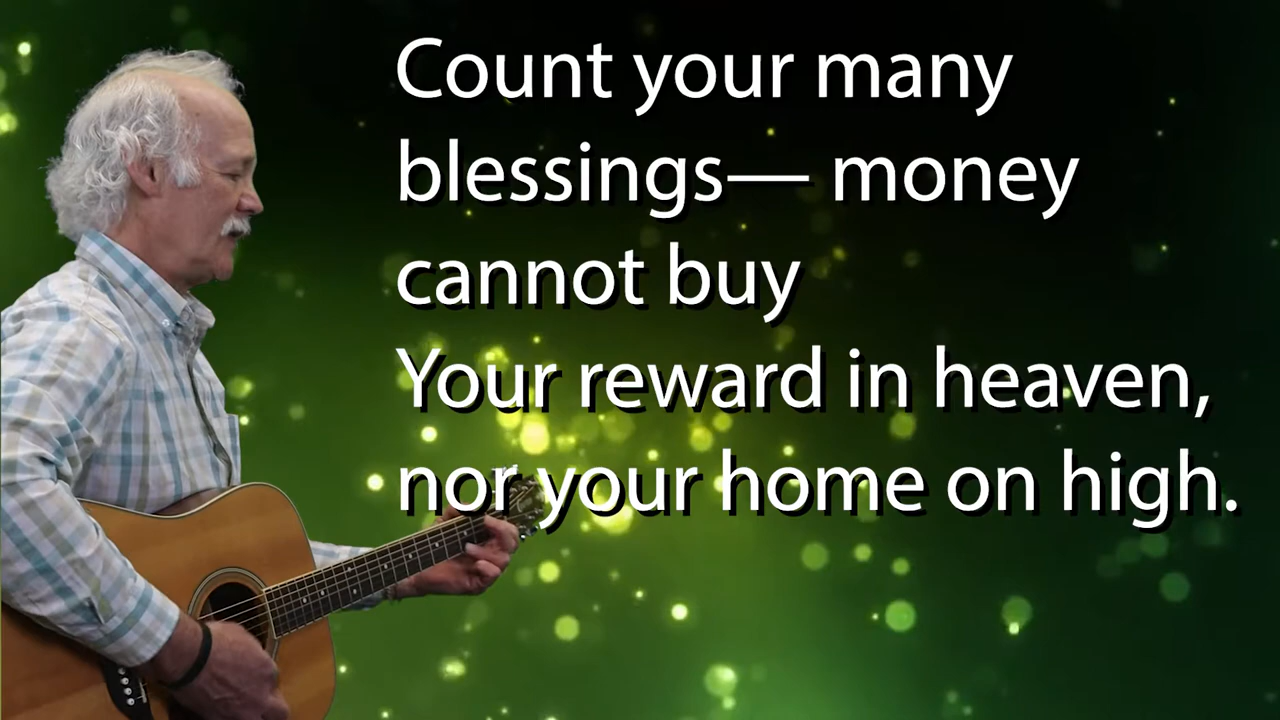 Count your many
blessings— money
cannot buy
Your reward in heaven,
nor your home on high.